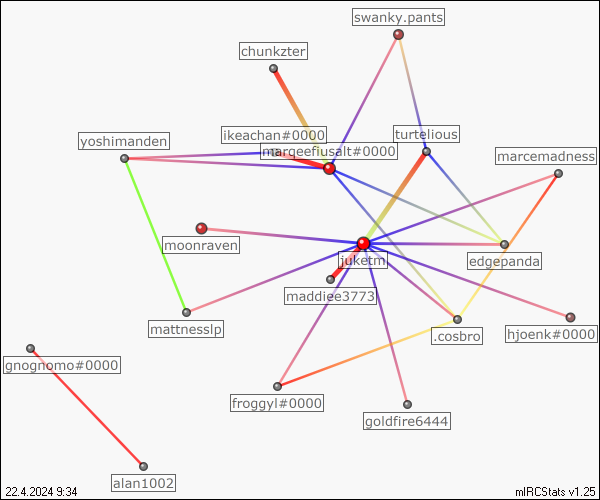 swanky.pants
chunkzter
ikeachan#0000
turtelious
yoshimanden
marqeefiusalt#0000
marcemadness
moonraven
juketm
edgepanda
maddiee3773
mattnesslp
.cosbro
hjoenk#0000
gnognomo#0000
froggyl#0000
goldfire6444
alan1002
22.4.2024 9:34
mIRCStats v1.25